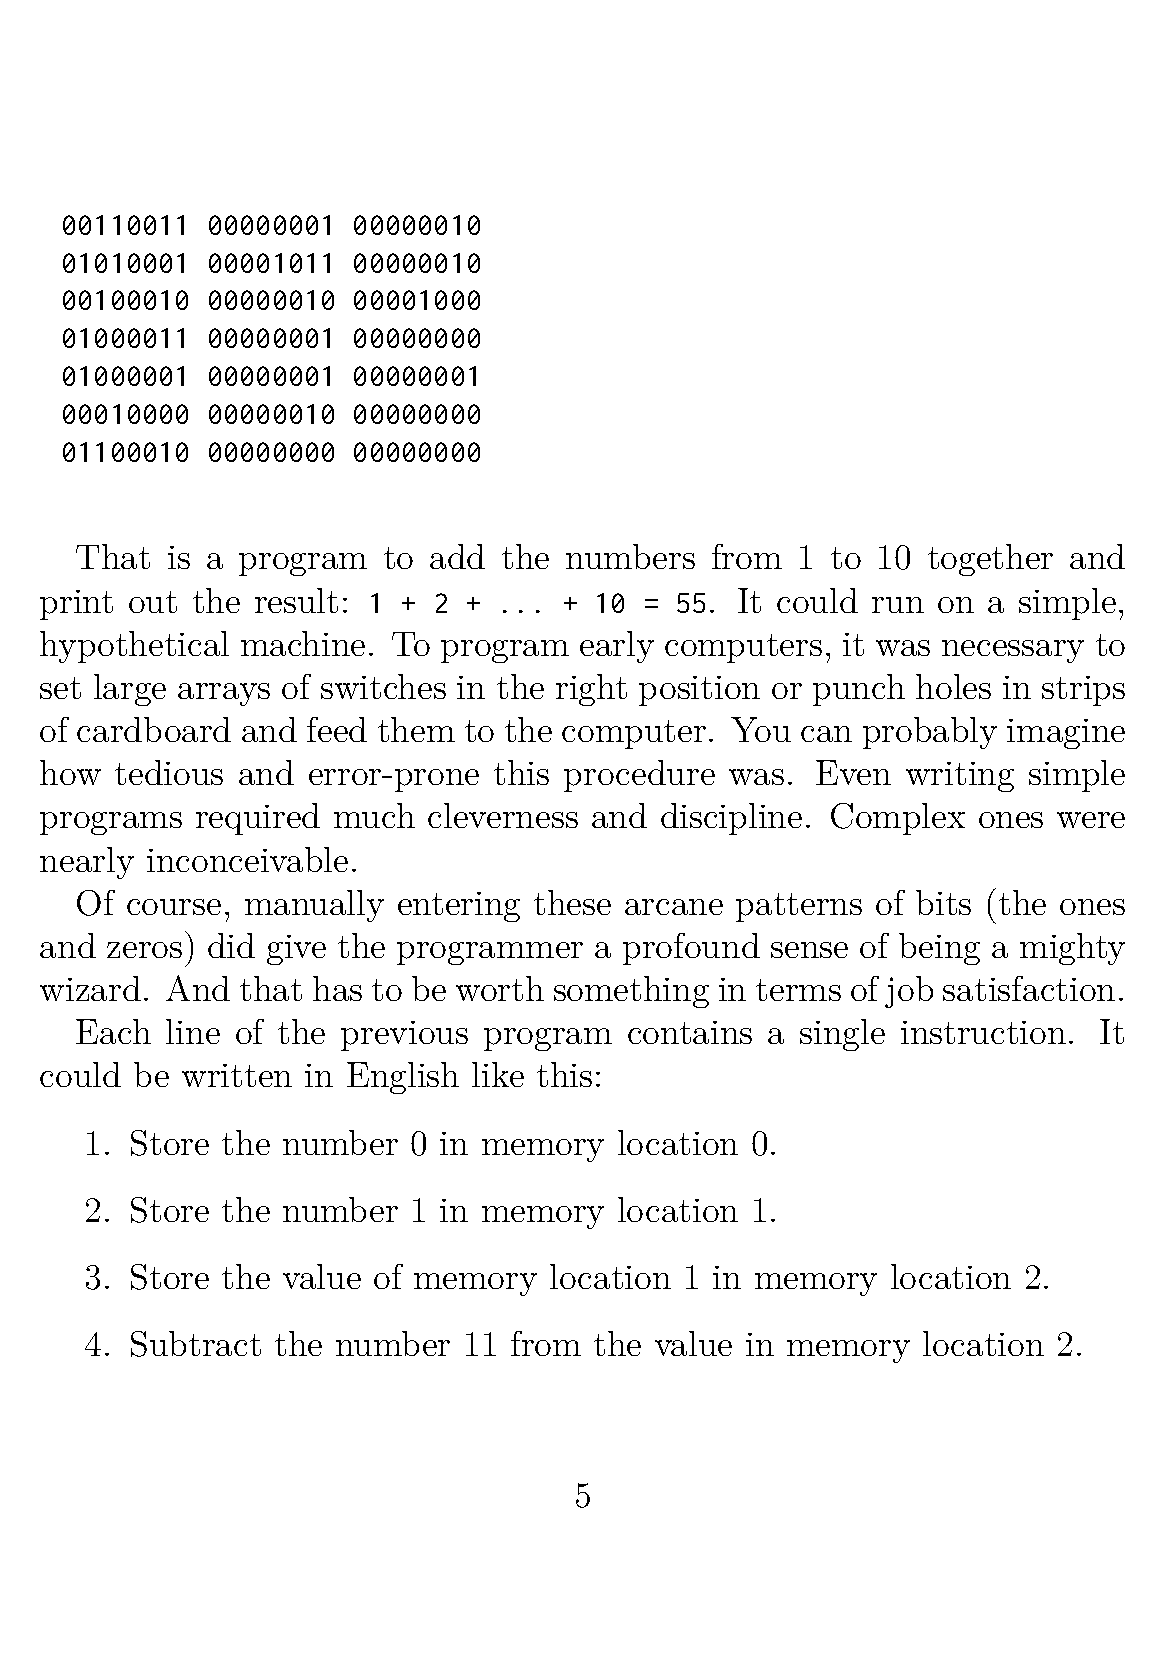 00110011 00000001 00000010
01010001 00001011 00000010
00100010 00000010 00001000
01000011 00000001 00000000
01000001 00000001 00000001
00010000 00000010 00000000
01100010 00000000 00000000
That is a program to add the numbers from 1 to 10 together and
print out the result: 1 + 2 + ... + 10 = 55. It could run on a simple,
hypothetical machine. To program early computers, it was necessary to
set large arrays of switches in the right position or punch holes in strips
of cardboard and feed them to the computer. You can probably imagine
how tedious and error-prone this procedure was. Even writing simple
programs required much cleverness and discipline. Complex ones were
nearly inconceivable.
Of course, manually entering these arcane patterns of bits (the ones
and zeros) did give the programmer a profound sense of being a mighty
wizard. And that has to be worth something in terms of job satisfaction.
Each line of the previous program contains a single instruction. It
could be written in English like this:
1. Store the number 0 in memory location 0.
2. Store the number 1 in memory location 1.
3. Store the value of memory location 1 in memory location 2.
4. Subtract the number 11 from the value in memory location 2.
5